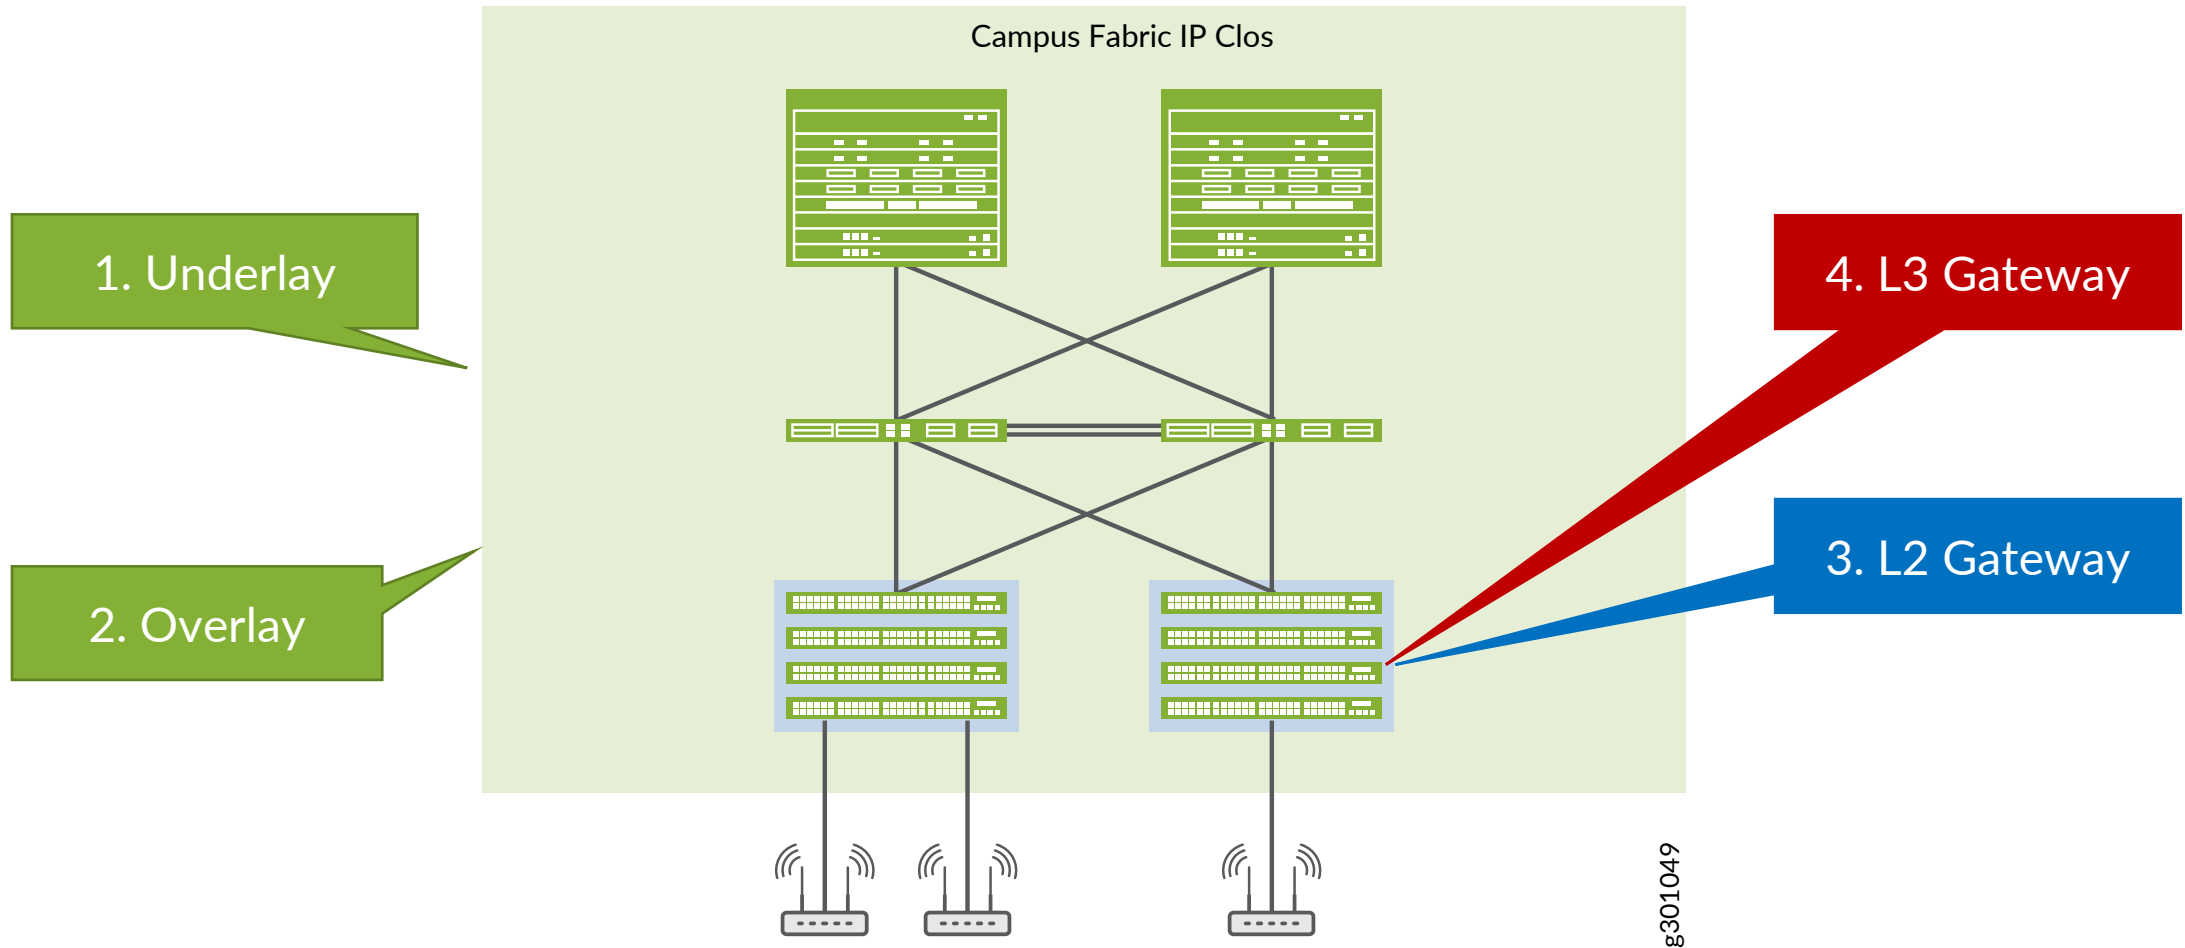 Campus Fabric IP Clos
1. Underlay
4. L3 Gateway
3. L2 Gateway
2. Overlay
g301049